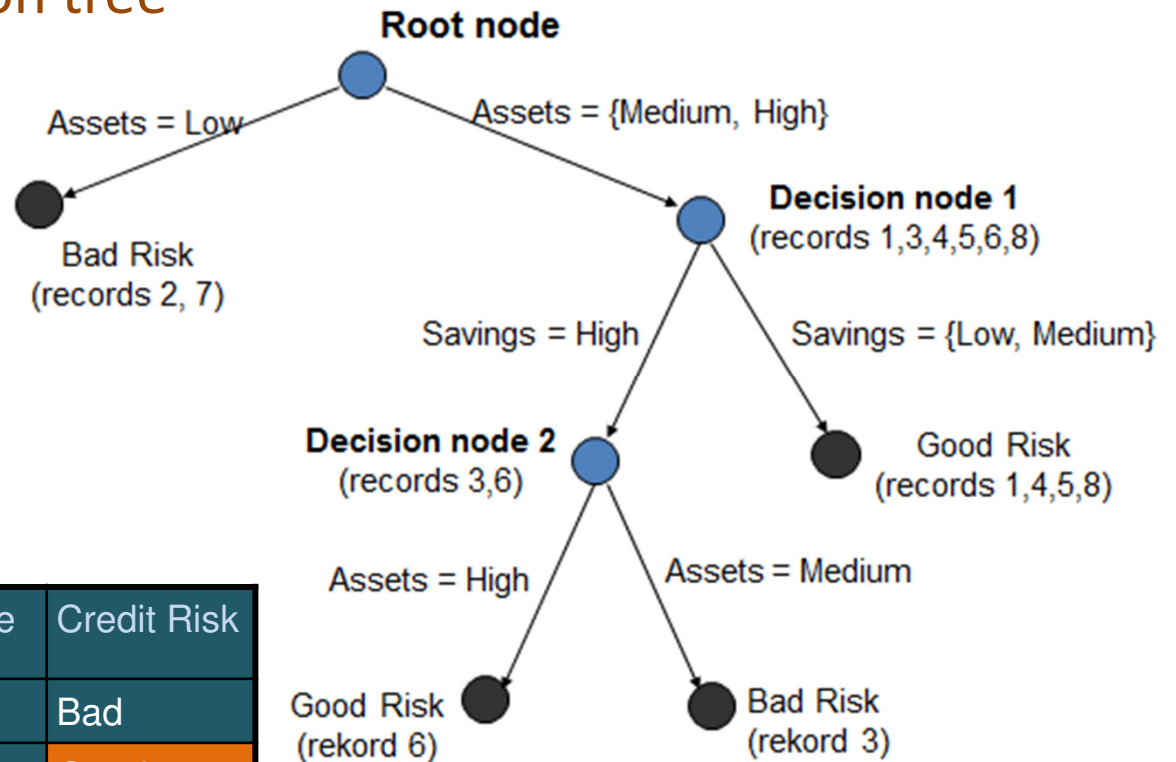 tree
Root node
Assets = Low
Assets = {Medium, High}
Decision node 1
(records 1,3,4,5,6,8)
Bad Risk
(records 2, 7)
Savings = High
Savings = {Low, Medium}
Decision node 2
(records 3,6)
Good Risk
(records 1,4,5,8)
Assets = High
Assets = Medium
Credit Risk
Bad
Good Risk
(rekord 6)
Bad Risk
(rekord 3)